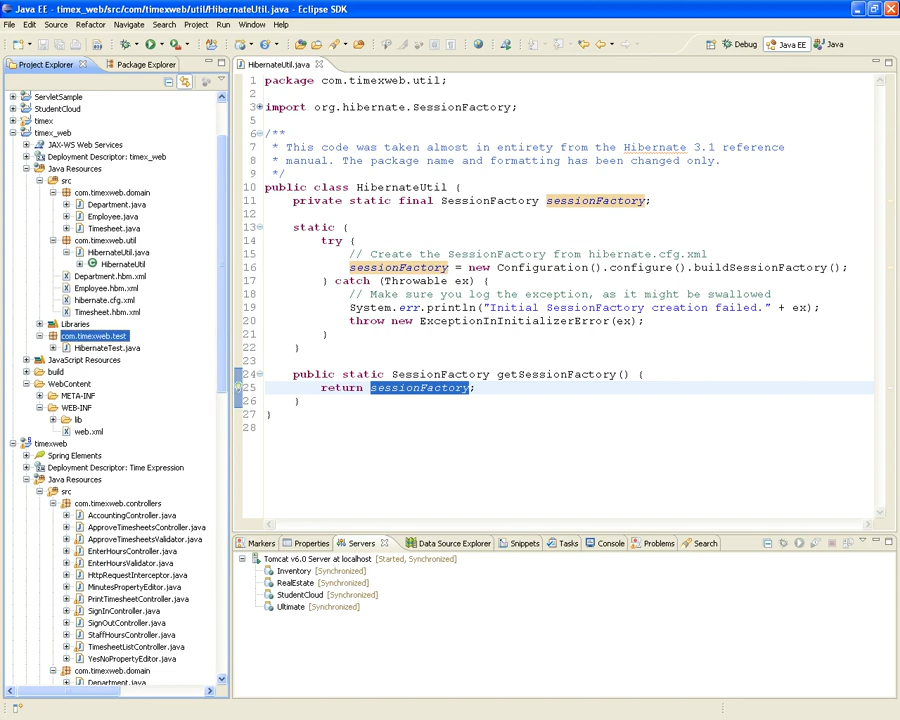 Java EE - timex_web/src/com/timexweb/util/HibernateUtil.java - Eclipse SDK
File Edit Source Refactor Navigate Search Project Run Window Help
Debug Java EE Java
Project Explorer Package Explorer
ServletSample
StudentCloud
timex
timex_web
JAX-WS Web Services
Deployment Descriptor: timex_web
Java Resources
src
com.timexweb.domain
Department.java
Employee.java
Timesheet.java
com.timexweb.util
HibernateUtil.java
HibernateUtil
Department.hbm.xml
Employee.hbm.xml
hibernate.cfg.xml
Timesheet.hbm.xml
Libraries
com.timexweb.test
HibernateTest.java
JavaScript Resources
build
WebContent
META-INF
WEB-INF
lib
web.xml
timexweb
Spring Elements
Deployment Descriptor: Time Expression
Java Resources
src
com.timexweb.controllers
AccountingController.java
ApproveTimesheetsController.java
ApproveTimesheetsValidator.java
EnterHoursController.java
EnterHoursValidator.java
HttpRequestInterceptor.java
MinutesPropertyEditor.java
PrintTimesheetController.java
SignInController.java
SignOutController.java
StaffHoursController.java
TimesheetListController.java
YesNoPropertyEditor.java
com.timexweb.domain
Department.java
HibernateUtil.java
1 package com.timexweb.util;
2
3 import org.hibernate.SessionFactory;
5
6 /**
7 * This code was taken almost in entirety from the Hibernate 3.1 reference
8 * manual. The package name and formatting has been changed only.
9 */
10 public class HibernateUtil {
11 private static final SessionFactory sessionFactory;
12
13 static {
14 try {
15 // Create the SessionFactory from hibernate.cfg.xml
16 sessionFactory = new Configuration().configure().buildSessionFactory();
17 } catch (Throwable ex) {
18 // Make sure you log the exception, as it might be swallowed
19 System.err.println("Initial SessionFactory creation failed." + ex);
20 throw new ExceptionInInitializerError(ex);
21 }
22 }
23
24 public static SessionFactory getSessionFactory() {
25 return sessionFactory;
26 }
27 }
28
Markers Properties Servers Data Source Explorer Snippets Tasks Console Problems Search
Tomcat v6.0 Server at localhost [Started, Synchronized]
Inventory [Synchronized]
RealEstate [Synchronized]
StudentCloud [Synchronized]
Ultimate [Synchronized]